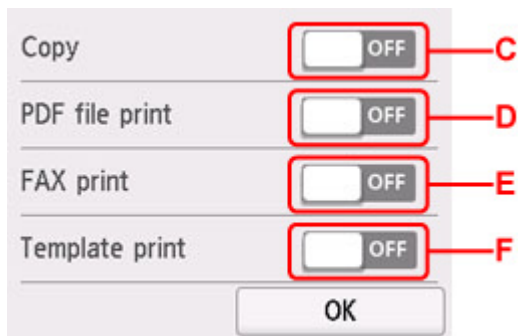 Copy OFF C
PDF file print OFF D
FAX print OFF E
Template print OFF F
OK